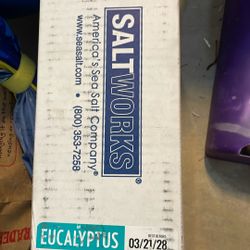 SALTWORKS®
America's Sea Salt Company®
www.seasalt.com • (800) 353-7258
EUCALYPTUS
03/21/28